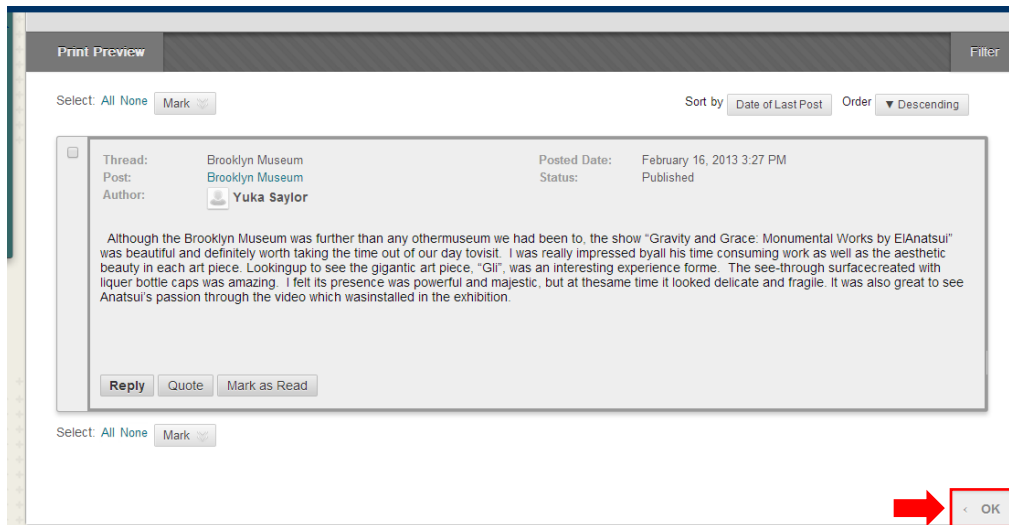 Print Preview
Filter
Select: All None Mark
Sort by Date of Last Post Order ▼ Descending
Thread: Brooklyn Museum Posted Date: February 16, 2013 3:27 PM
Post: Brooklyn Museum Status: Published
Author: Yuka Saylor
Although the Brooklyn Museum was further than any othermuseum we had been to, the show “Gravity and Grace: Monumental Works by ElAnatsui”
was beautiful and definitely worth taking the time out of our day tovisit. I was really impressed byall his time consuming work as well as the aesthetic
beauty in each art piece. Lookingup to see the gigantic art piece, “Gli”, was an interesting experience forme. The see-through surfacecreated with
liquer bottle caps was amazing. I felt its presence was powerful and majestic, but at thesame time it looked delicate and fragile. It was also great to see
Anatsui’s passion through the video which wasinstalled in the exhibition.
Reply Quote Mark as Read
Select: All None Mark
‹ OK